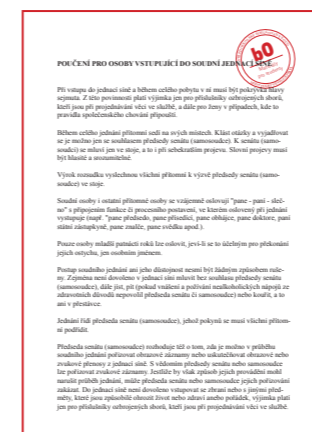 POUČENÍ PRO OSOBY VSTUPUJÍCÍ DO SOUDNÍ JEDNACÍ SÍNĚ
bo
Při vstupu do jednací síně a během celého pobytu v ní musí být pokrývka hlavy
sejmuta. Z této povinnosti platí výjimka jen pro příslušníky ozbrojených sborů,
kteří jsou při projednávání věci ve službě, a dále pro ženy v případech, kde to
pravidla společenského chování připouští.
Během celého jednání přítomní sedí na svých místech. Klást otázky a vyjadřovat
se je možno jen se souhlasem předsedy senátu (samosoudce). K senátu (samo-
soudci) se mluví jen ve stoje, a to i při sebekratším projevu. Slovní projevy musí
být hlasité a srozumitelné.
Výrok rozsudku vyslechnou všichni přítomní k výzvě předsedy senátu (samo-
soudce) ve stoje.
Soudní osoby i ostatní přítomné osoby se vzájemně oslovují "pane - paní - sleč-
no" s připojením funkce či procesního postavení, ve kterém oslovený při jednání
vystupuje (např. "pane předsedo, pane přísedící, pane obhájce, pane doktore, paní
státní zástupkyně, pane znalče, pane svědku apod.).
Pouze osoby mladší patnácti roků lze oslovit, jeví-li se to účelným pro překonání
jejich ostychu, jen osobním jménem.
Postup soudního jednání ani jeho důstojnost nesmí být žádným způsobem ruše-
ny. Zejména není dovoleno v jednací síni mluvit bez souhlasu předsedy senátu
(samosoudce), dále jíst, pít (pokud vnášení a požívání nealkoholických nápojů ze
zdravotních důvodů nepovolil předseda senátu či samosoudce) nebo kouřit, a to
ani v přestávce.
Jednání řídí předseda senátu (samosoudce), jehož pokynů se musí všichni přítom-
ní podřídit.
Předseda senátu (samosoudce) rozhoduje též o tom, zda je možno v průběhu
soudního jednání pořizovat obrazové záznamy nebo uskutečňovat obrazové nebo
zvukové přenosy z jednací síně. S vědomím předsedy senátu nebo samosoudce
lze pořizovat zvukové záznamy. Jestliže by však způsob jejich provádění mohl
narušit průběh jednání, může předseda senátu nebo samosoudce jejich pořizování
zakázat. Do jednací síně není dovoleno vstupovat se zbraní nebo s jinými před-
měty, které jsou způsobilé ohrozit život nebo zdraví anebo pořádek, výjimka platí
jen pro příslušníky ozbrojených sborů, kteří jsou při projednávání věci ve službě.